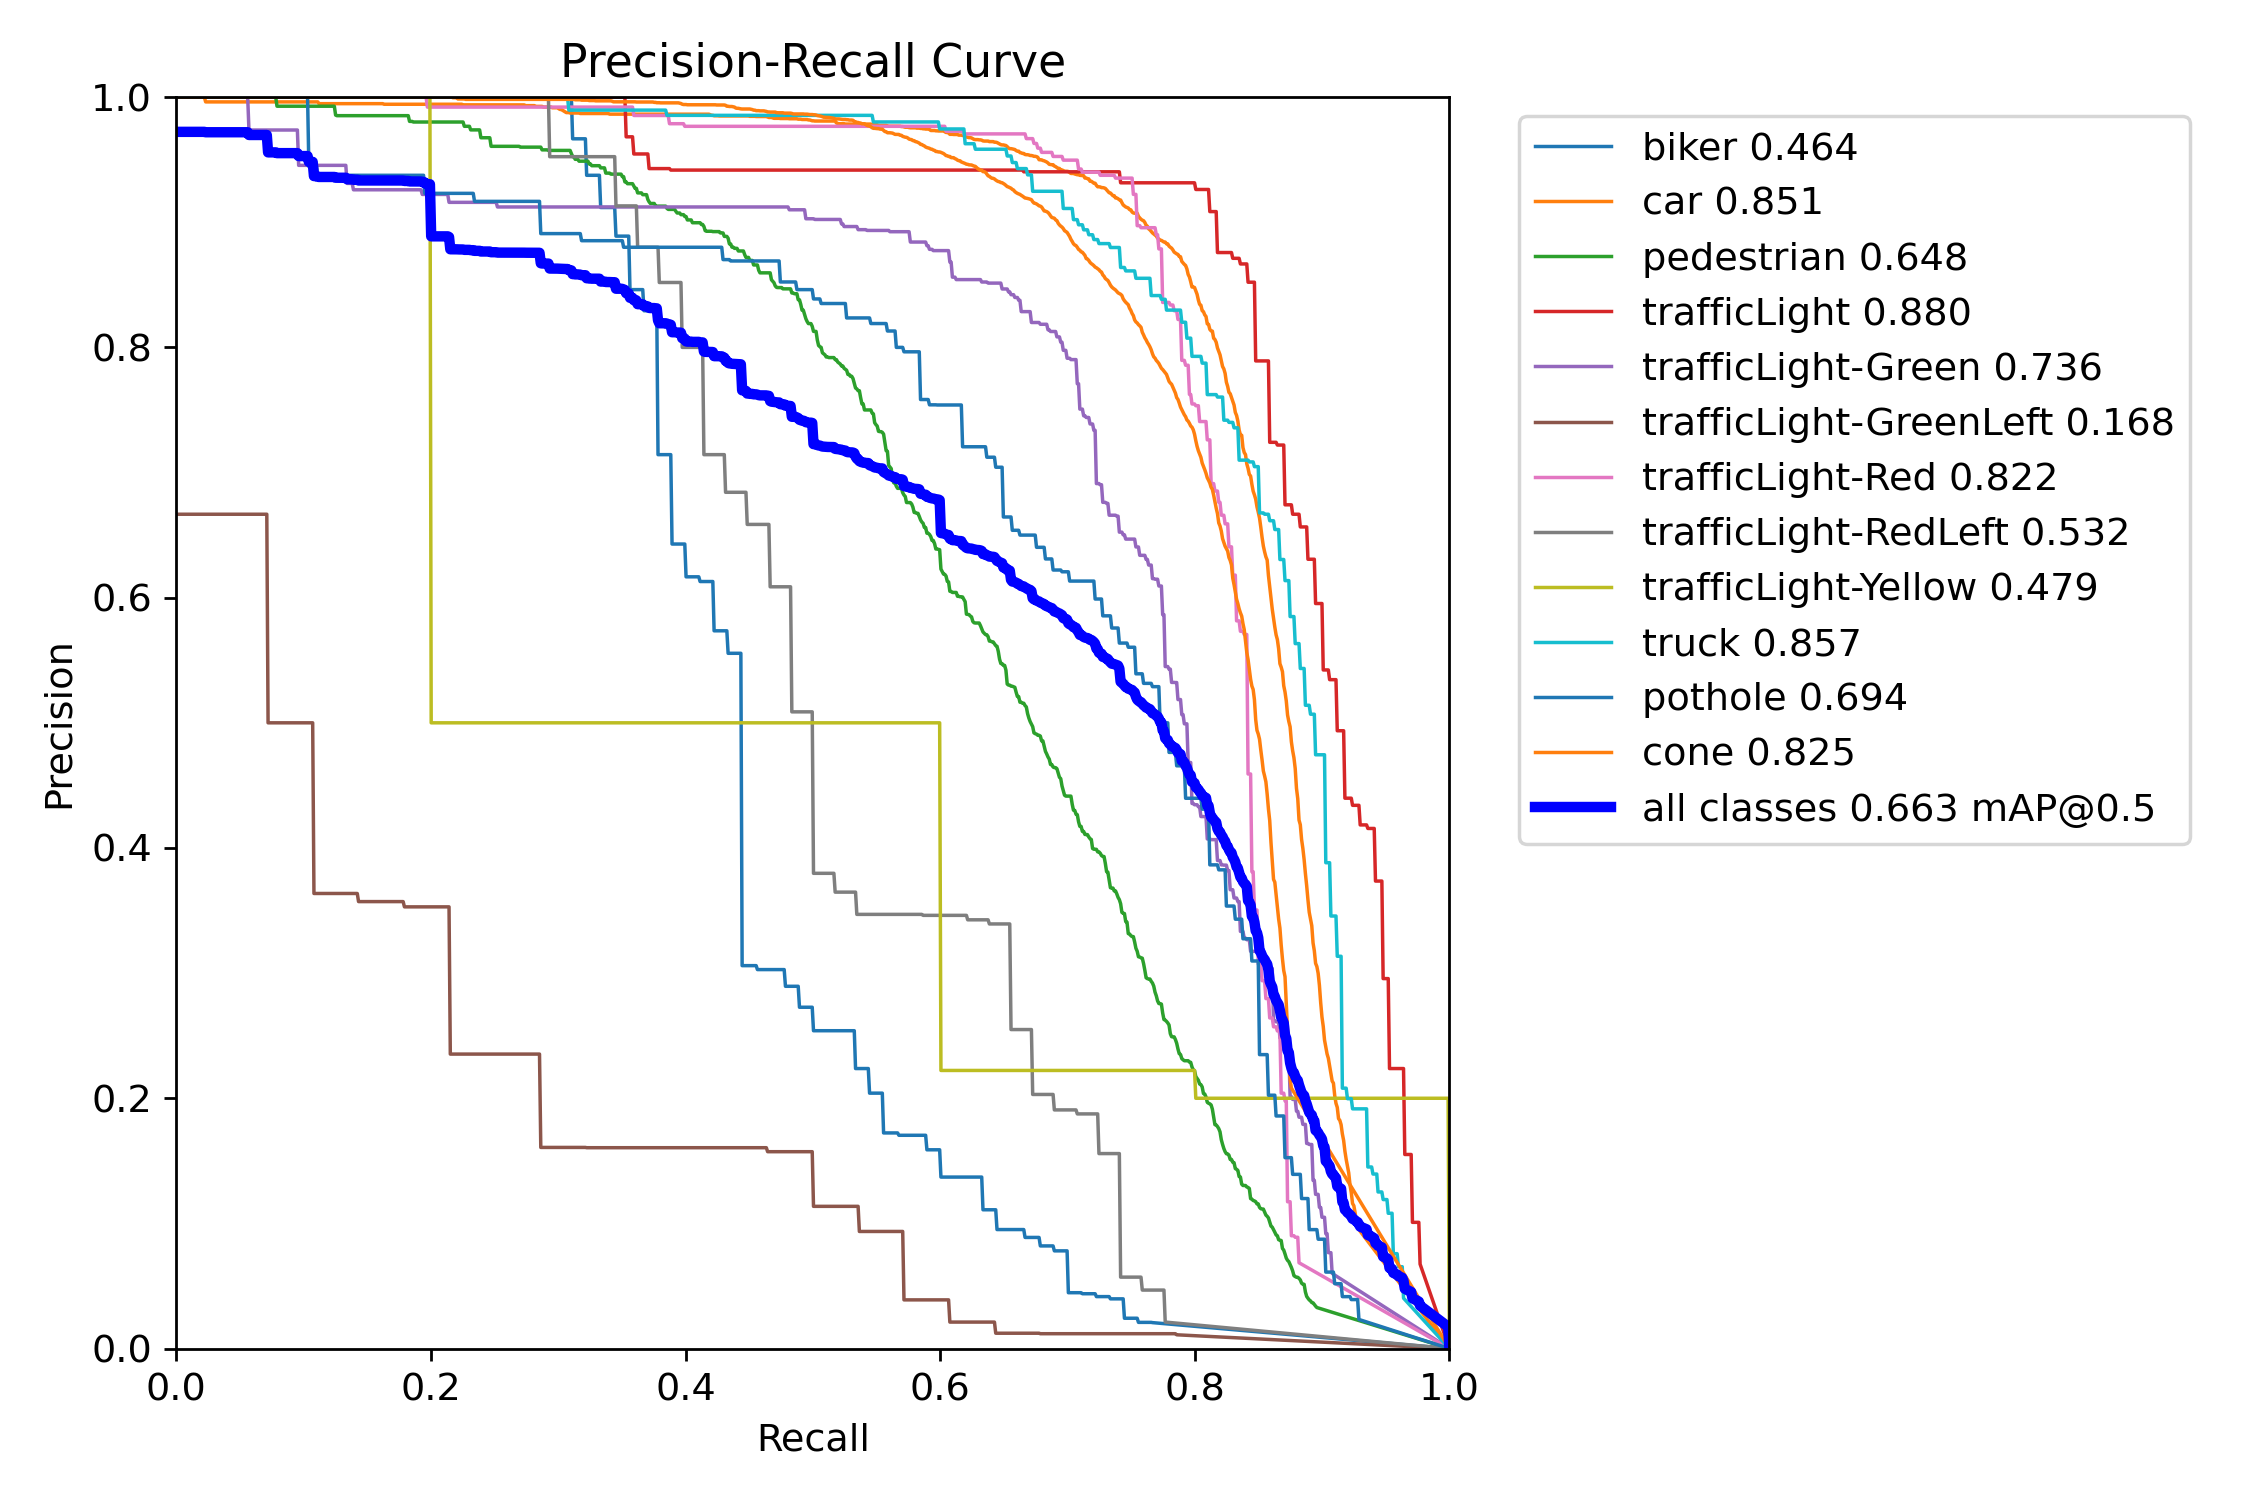 Precision-Recall Curve
1.0
0.8
0.6
0.4
0.2
0.0
Precision
0.0 0.2 0.4 0.6 0.8 1.0
Recall
biker 0.464
car 0.851
pedestrian 0.648
trafficLight 0.880
trafficLight-Green 0.736
trafficLight-GreenLeft 0.168
trafficLight-Red 0.822
trafficLight-RedLeft 0.532
trafficLight-Yellow 0.479
truck 0.857
pothole 0.694
cone 0.825
all classes 0.663 mAP@0.5